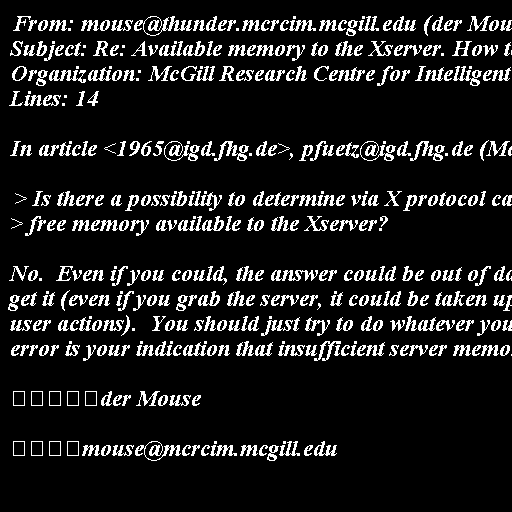 From: mouse@thunder.mcrcim.mcgill.edu (der Mou
Subject: Re: Available memory to the Xserver. How t
Organization: McGill Research Centre for Intelligent
Lines: 14

In article <1965@igd.fhg.de>, pfuetz@igd.fhg.de (Ma

> Is there a possibility to determine via X protocol ca
> free memory available to the Xserver?

No.  Even if you could, the answer could be out of da
get it (even if you grab the server, it could be taken up
user actions).  You should just try to do whatever you
error is your indication that insufficient server memo

□□□□□der Mouse

□□□□mouse@mcrcim.mcgill.edu